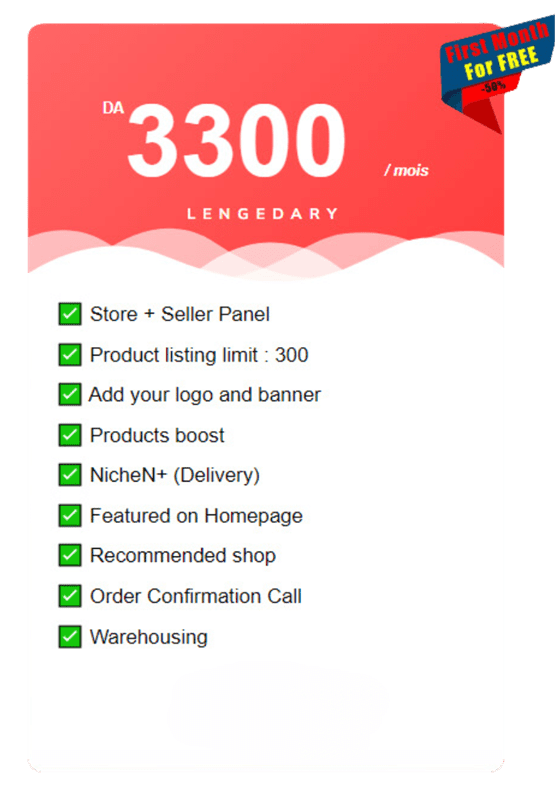 First Month
For FREE
-50%
DA
3300
/ mois
LENGEDARY
Store + Seller Panel
Product listing limit : 300
Add your logo and banner
Products boost
NicheN+ (Delivery)
Featured on Homepage
Recommended shop
Order Confirmation Call
Warehousing